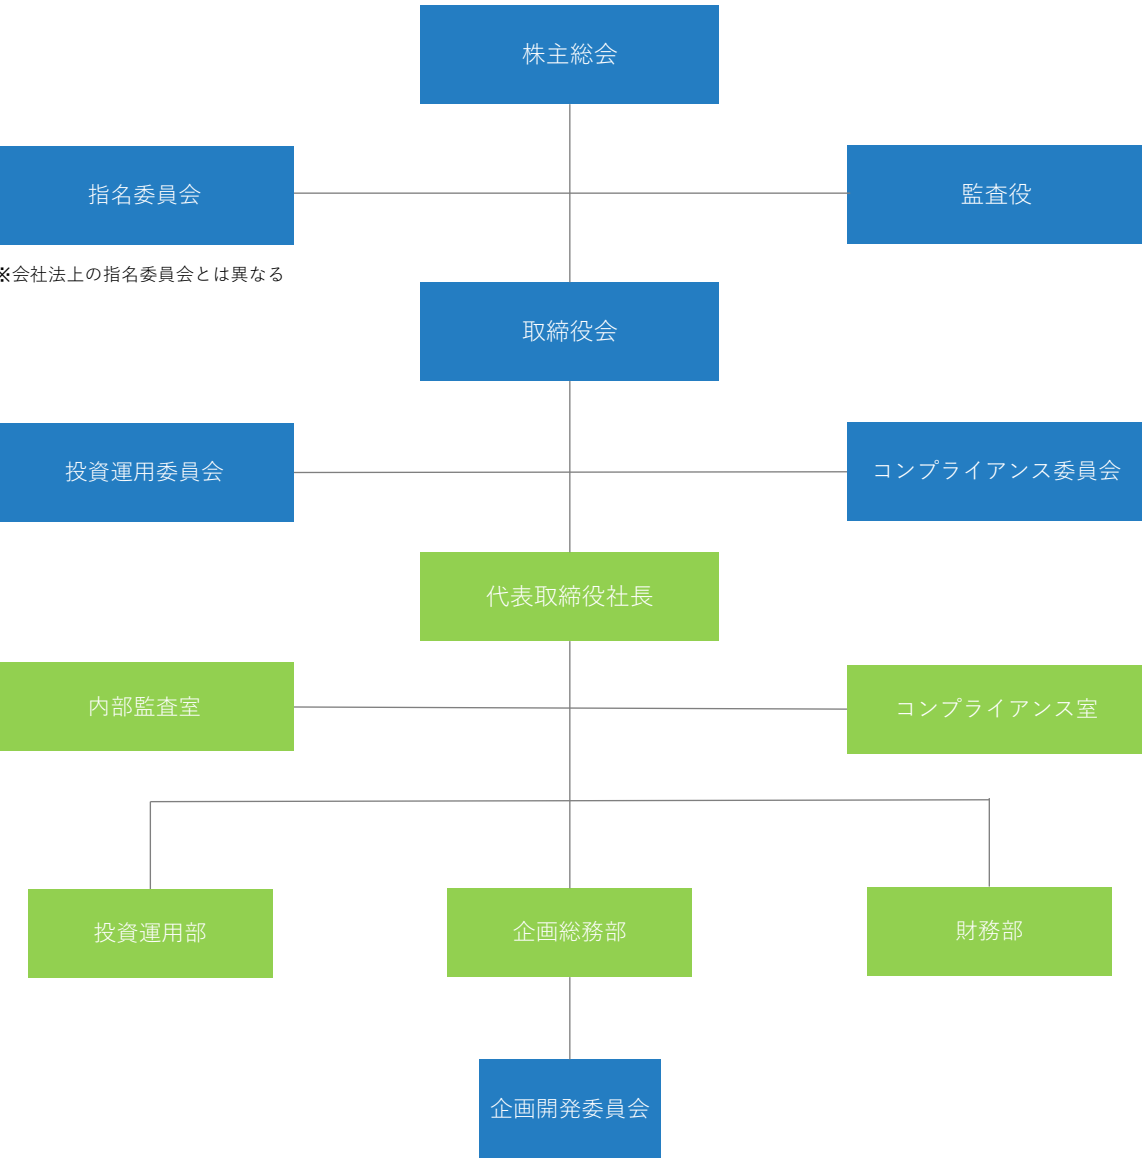 株主総会
指名委員会
監査役
※会社法上の指名委員会とは異なる
取締役会
投資運用委員会
コンプライアンス委員会
代表取締役社長
内部監査室
コンプライアンス室
投資運用部
企画総務部
財務部
企画開発委員会